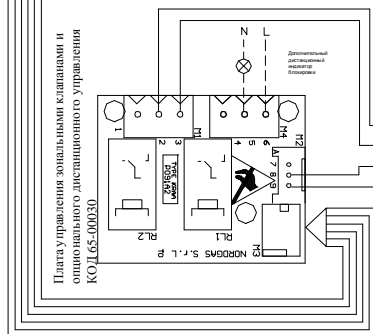 Плата управления зональными клапанами и
опционального дистанционного управления
КОД 65-00030
N L
Дополнительный
дистанционный
индикатор
блокировки
1 2 3
M1
4 5 6
M4
M2
A
7 8 9
RL2
RL1
M3
NORDGAS S.r.L.